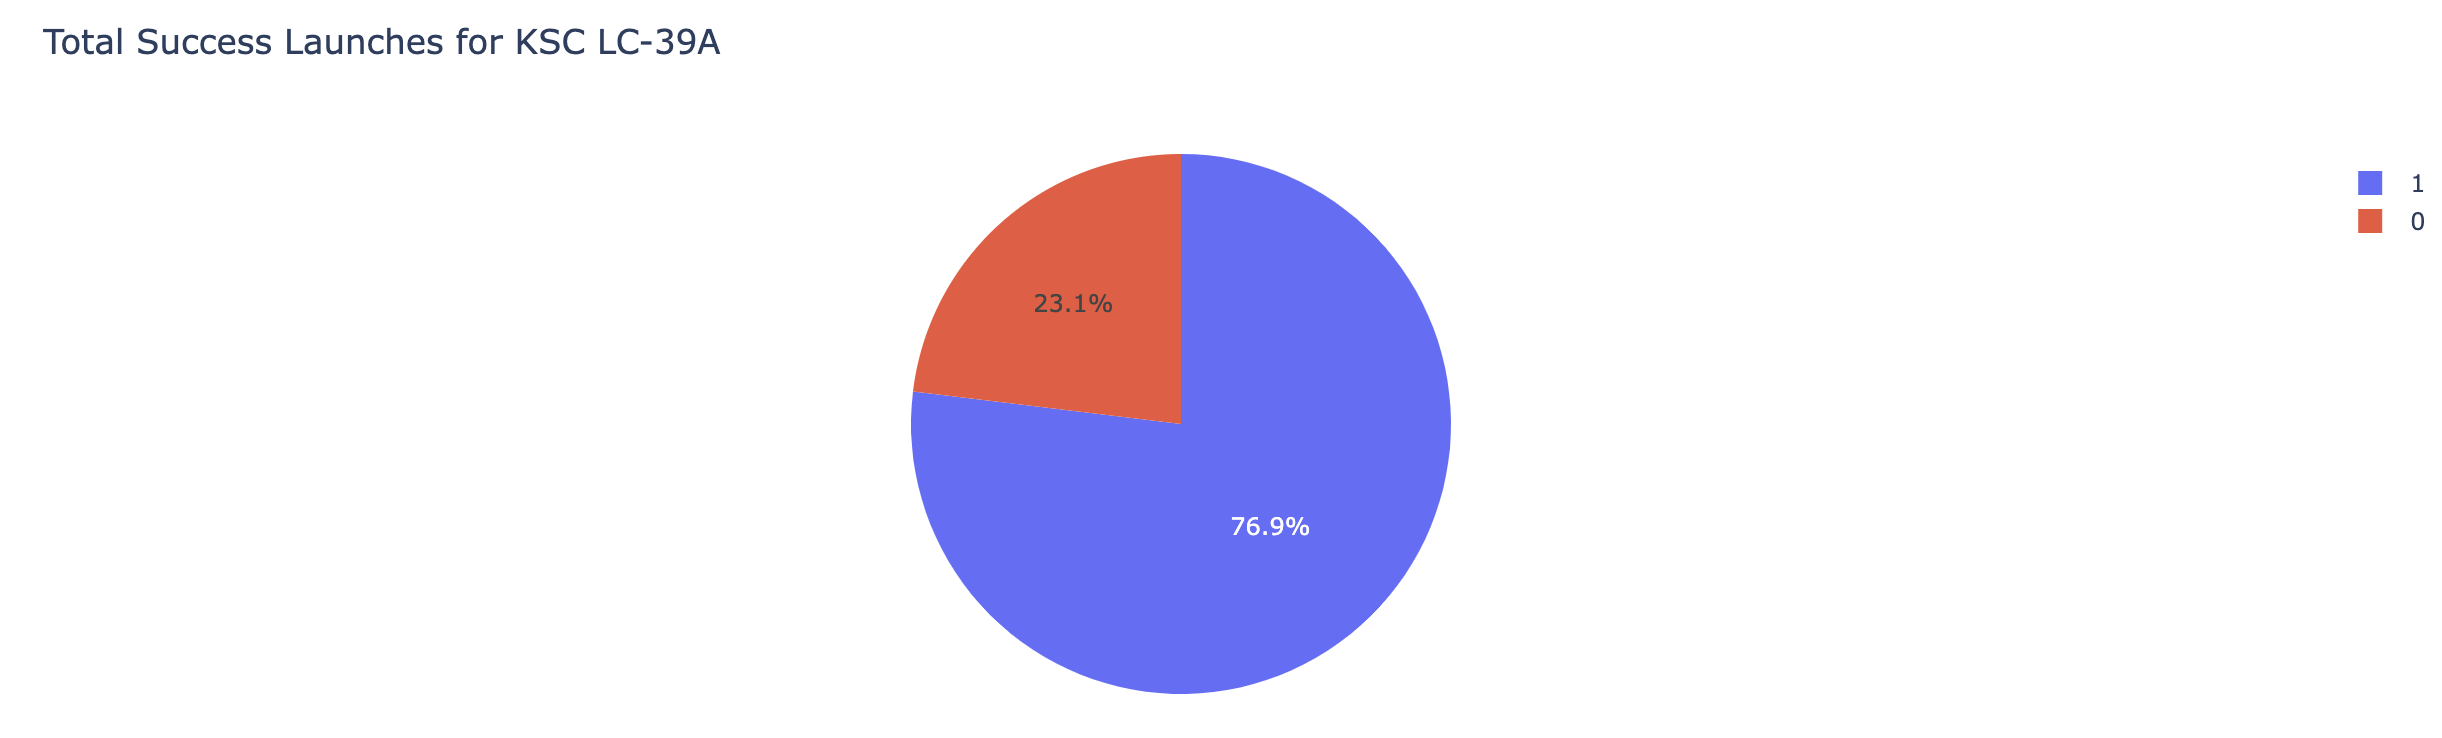 Total Success Launches for KSC LC-39A
1
0
23.1%
76.9%